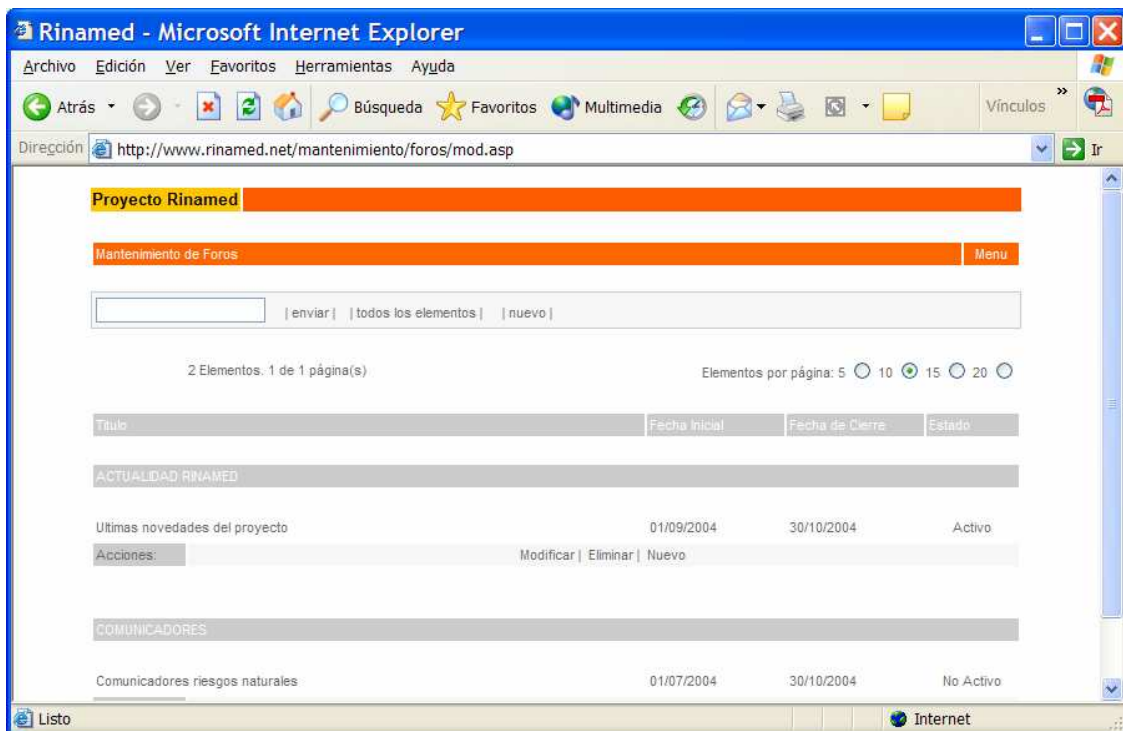 Rinamed - Microsoft Internet Explorer
Archivo Edición Ver Favoritos Herramientas Ayuda
Atrás Búsqueda Favoritos Multimedia Vínculos »
Dirección http://www.rinamed.net/mantenimiento/foros/mod.asp Ir
Proyecto Rinamed
Mantenimiento de Foros Menu
| enviar | | todos los elementos | | nuevo |
2 Elementos. 1 de 1 página(s) Elementos por página: 5 10 15 20
Titulo Fecha Inicial Fecha de Cierre Estado
ACTUALIDAD RINAMED
Ultimas novedades del proyecto 01/09/2004 30/10/2004 Activo
Acciones: Modificar | Eliminar | Nuevo
COMUNICADORES
Comunicadores riesgos naturales 01/07/2004 30/10/2004 No Activo
Listo Internet